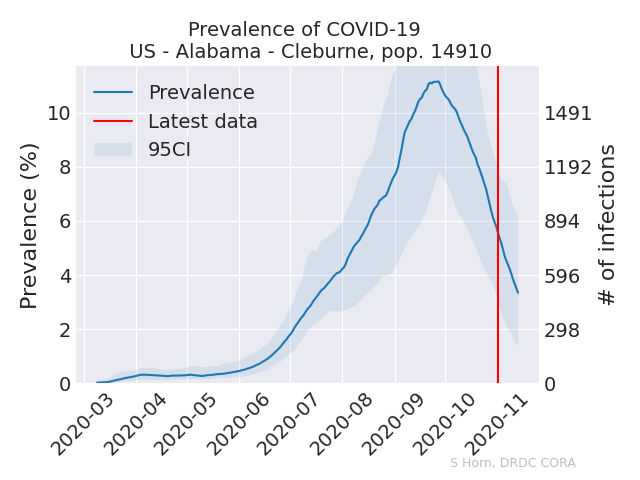 Prevalence of COVID-19
US - Alabama - Cleburne, pop. 14910
Prevalence
Latest data
95CI
Prevalence (%)
10
8
6
4
2
0
1491
1192
894
596
298
0
# of infections
2020-03
2020-04
2020-05
2020-06
2020-07
2020-08
2020-09
2020-10
2020-11
S Horn, DRDC CORA